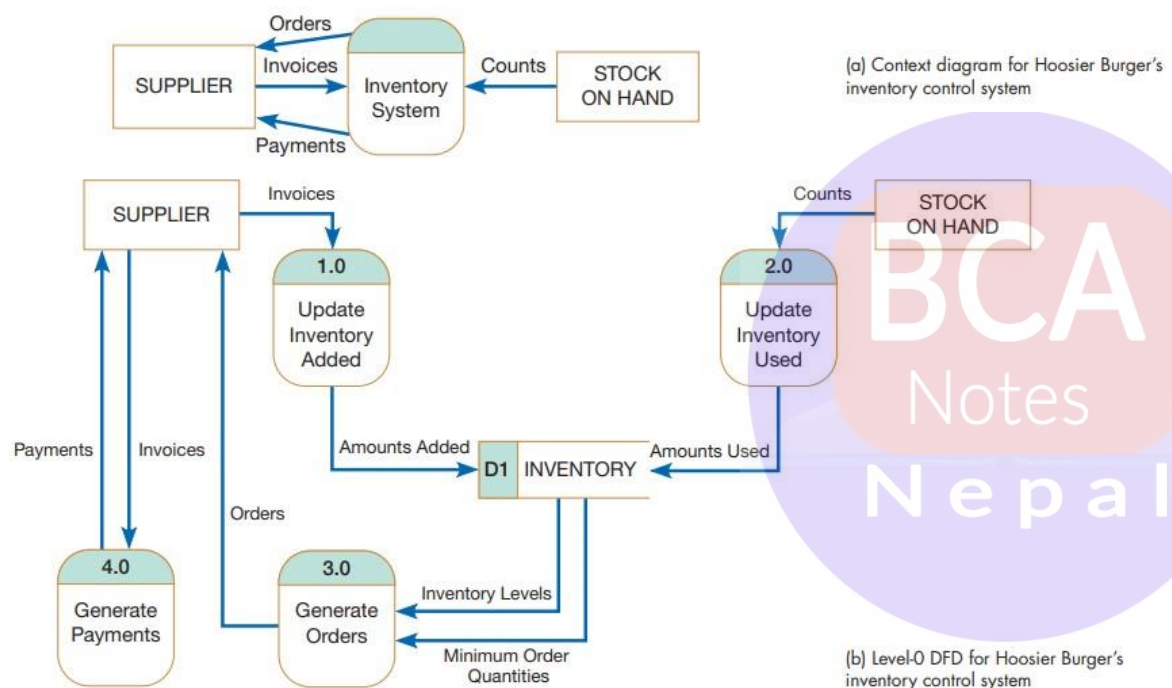 Orders
SUPPLIER
Invoices
Payments
Inventory
System
Counts
STOCK
ON HAND
(a) Context diagram for Hoosier Burger's
inventory control system
SUPPLIER
Invoices
Counts
STOCK
ON HAND
1.0
Update
Inventory
Added
2.0
Update
Inventory
Used
BCA
Notes
Nepal
Payments
Invoices
Orders
Amounts Added
D1 INVENTORY
Amounts Used
4.0
Generate
Payments
3.0
Generate
Orders
Inventory Levels
Minimum Order
Quantities
(b) Level-0 DFD for Hoosier Burger's
inventory control system